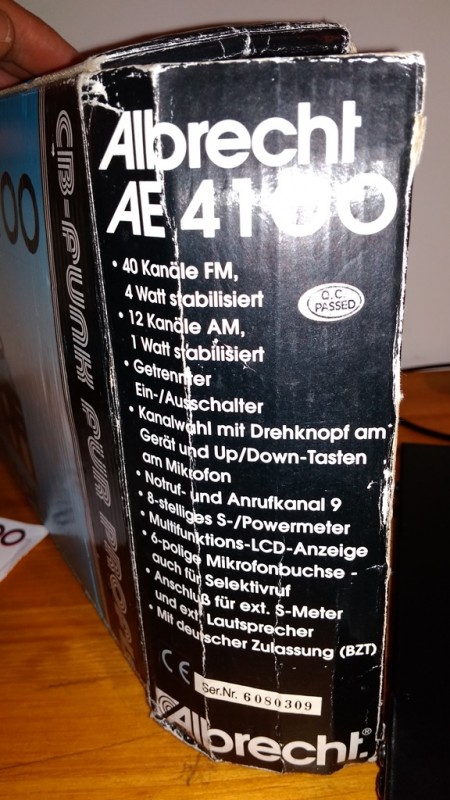 Albrecht
AE 4100
• 40 Kanäle FM,
4 Watt stabilisiert
• 12 Kanäle AM,
1 Watt stabilisiert
• Getrennter
Ein-/Ausschalter
• Kanalwahl mit Drehknopf am
Gerät und Up/Down-Tasten
am Mikrofon
• Notruf- und Anrufkanal 9
• 8-stelliges S-/Powermeter
• Multifunktions-LCD-Anzeige
• 6-polige Mikrofonbuchse -
auch für Selektivruf
• Anschluß für ext. S-Meter
und ext. Lautsprecher
• Mit deutscher Zulassung (BZT)
Q.C.
PASSED
CE
Ser.Nr. 6080309
Albrecht®
CB-FUNK PUR
00
00